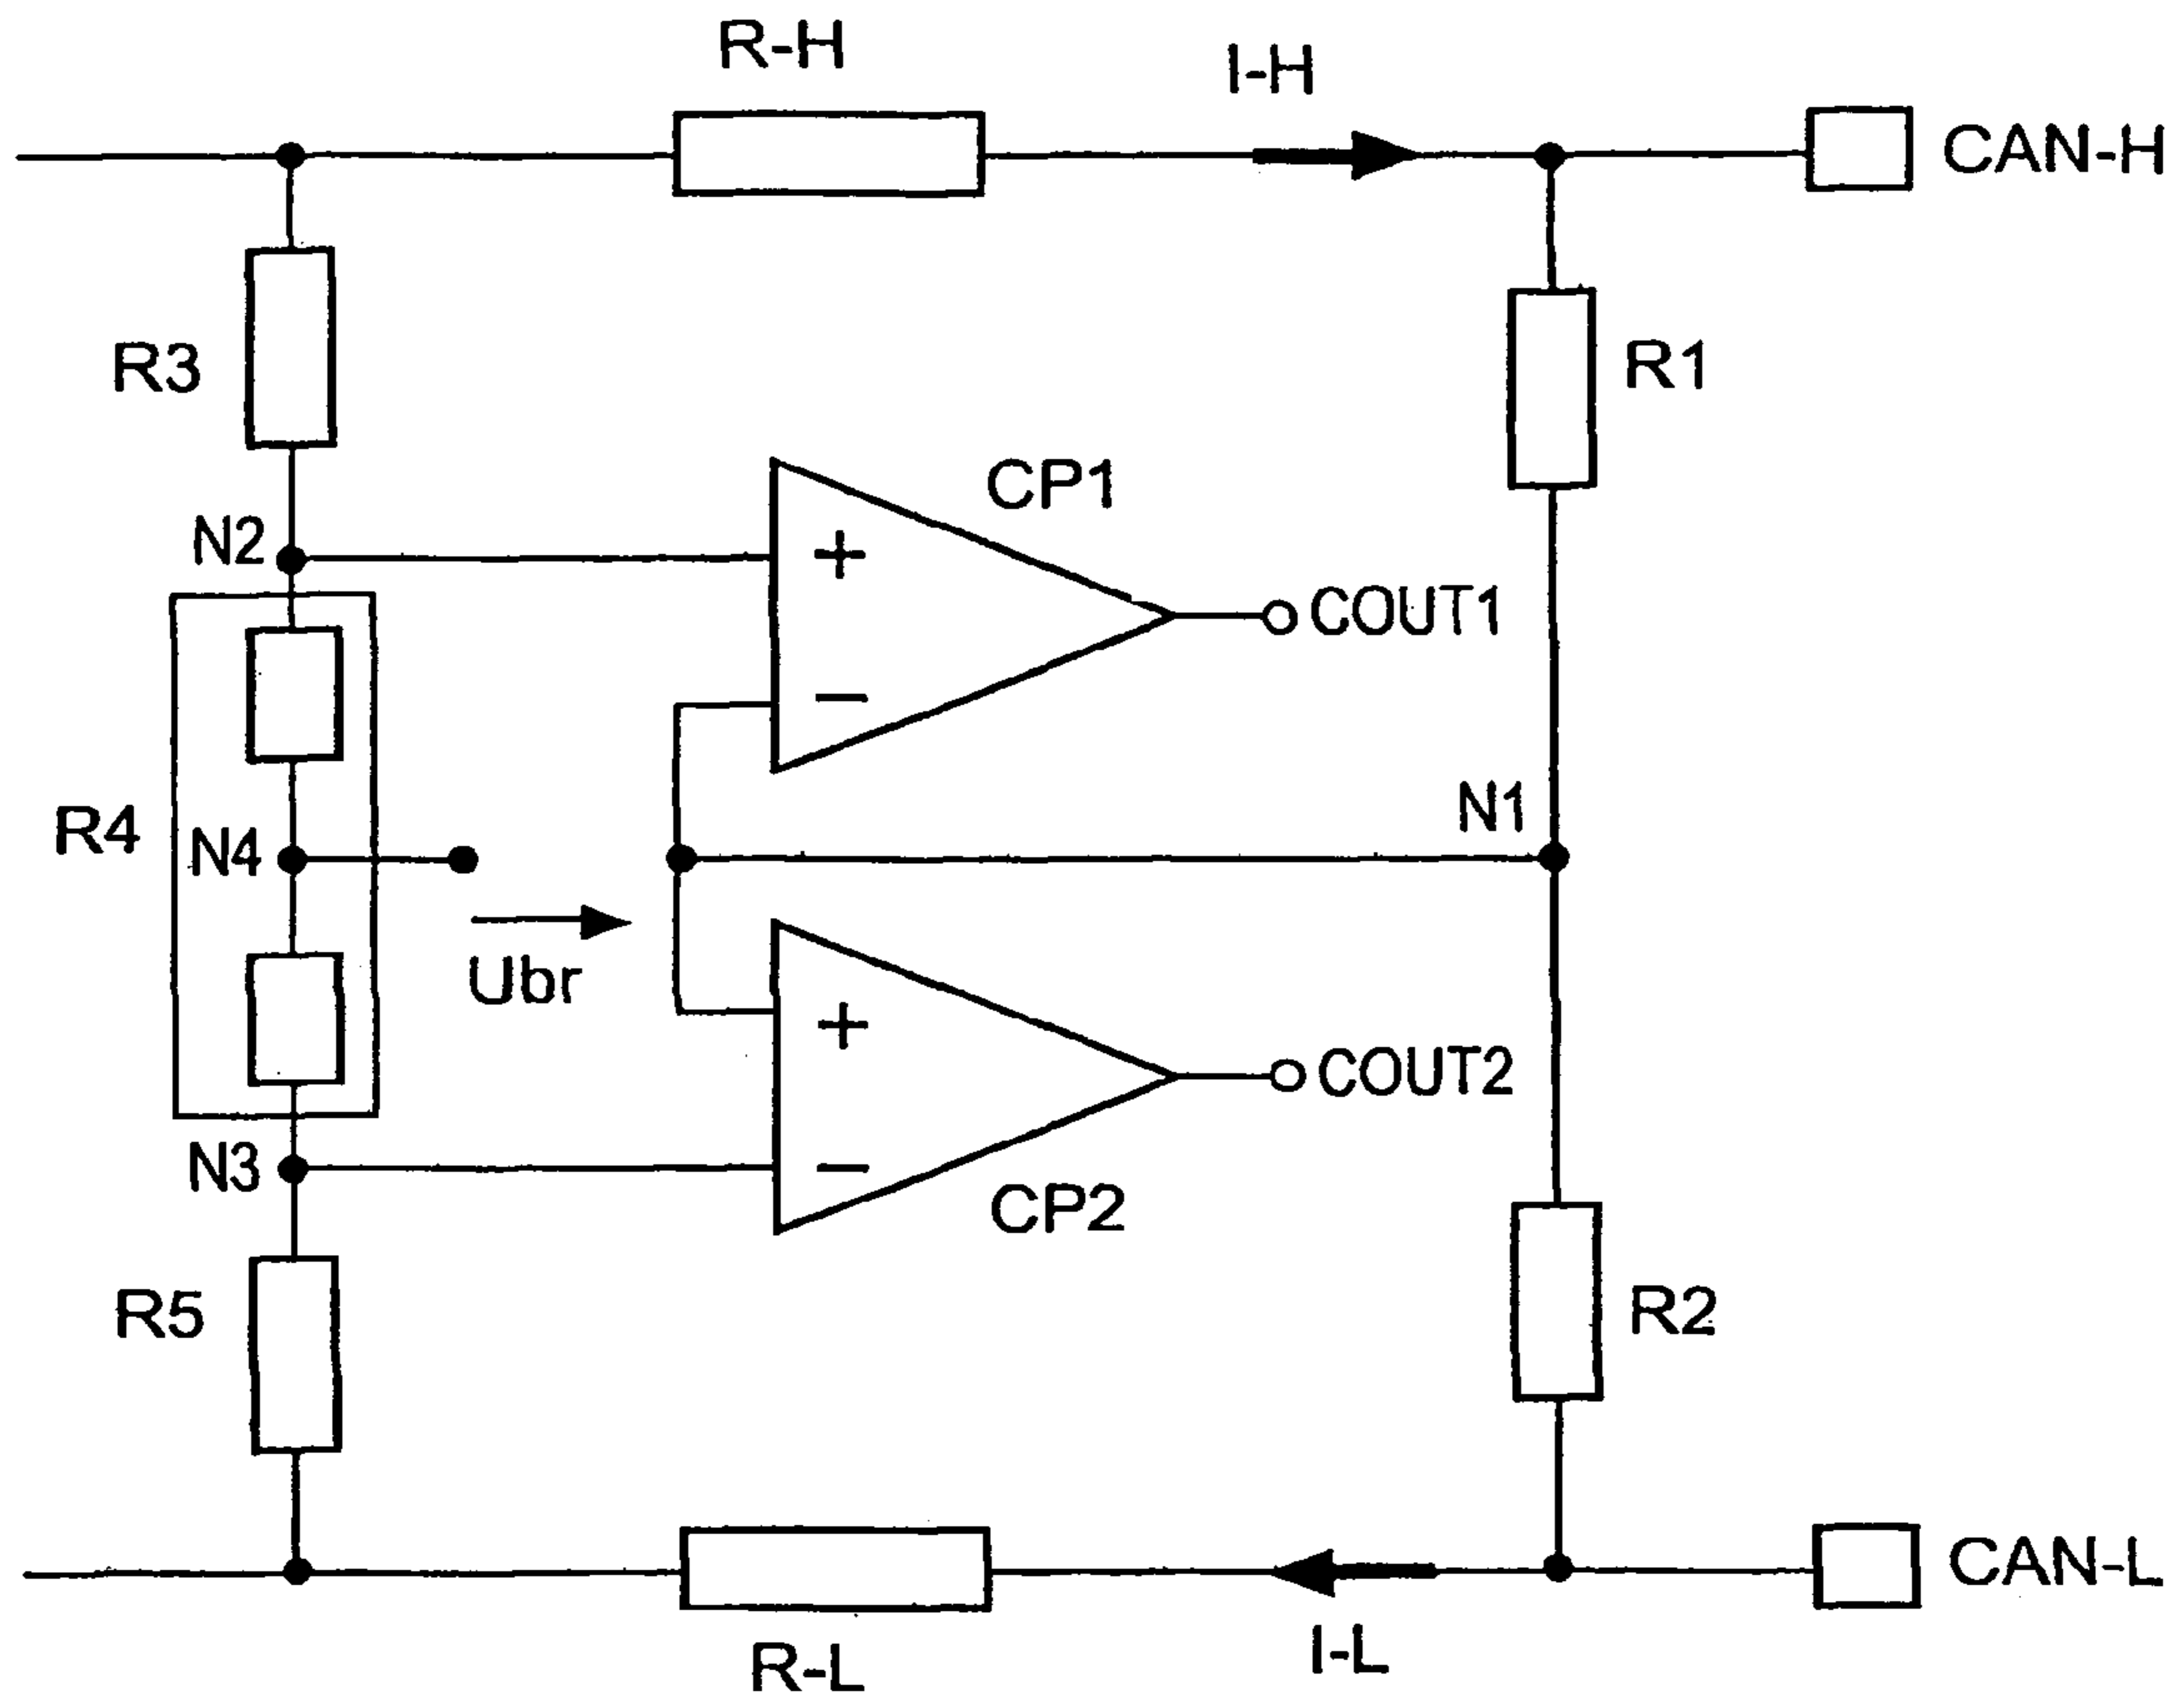 R-H
I-H
CAN-H
R3
R1
CP1
N2
+
COUT1
−
N1
R4
N4
Ubr
+
COUT2
N3
−
CP2
R5
R2
CAN-L
I-L
R-L